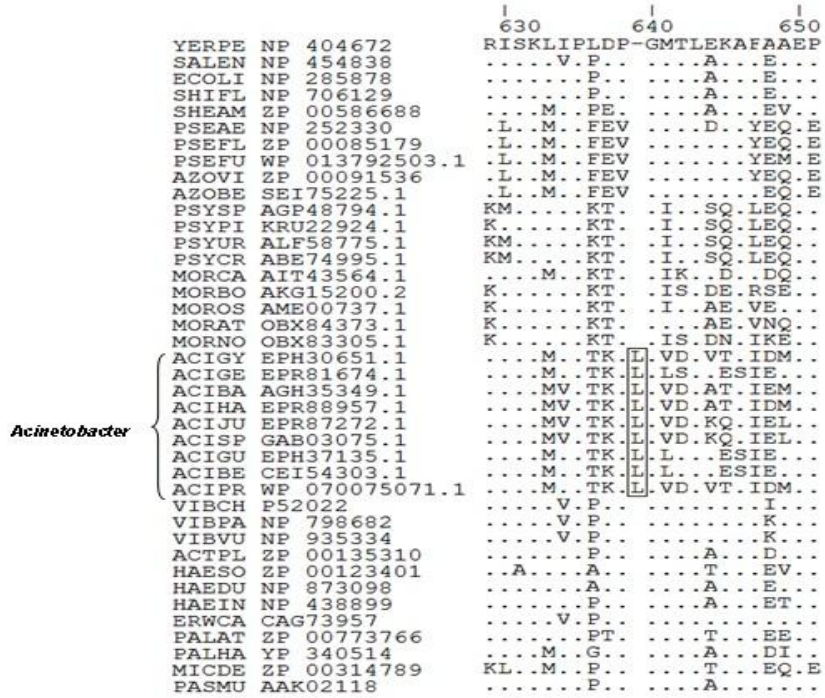 630 640 650
YERPE NP 404672 RISKLIPLDP-GMTLEKAFAAEP
SALEN NP 454838 .....V.P.. ....A...E...
ECOLI NP 285878 .......P.. ....A...E...
SHIFL NP 706129 .......P.. ....A...E...
SHEAM ZP 00586688 ....M..PE. ....A...EV..
PSEAE NP 252330 .L..M..FEV ....D..YEQ.E
PSEFL ZP 00085179 .L..M..FEV .......YEQ.E
PSEFU WP 013792503.1 .L..M..FEV .......YEM.E
AZOVI ZP 00091536 .L..M..FEV .......YEQ.E
AZOBE SEI75225.1 .L..M..FEV ........EQ.E
PSYSP AGP48794.1 KM.....KT. .I..SQ.LEQ..
PSYPI KRU22924.1 K......KT. .I..SQ.LEQ..
PSYUR ALF58775.1 KM.....KT. .I..SQ.LEQ..
PSYCR ABE74995.1 KM.....KT. .I..SQ.LEQ..
MORCA AIT43564.1 ....M..KT. .IK..D..DQ..
MORBO AKG15200.2 K......KT. .IS.DE.RSE..
MOROS AME00737.1 K......KT. .I..AE.VE...
MORAT OBX84373.1 K......KT. ....AE.VNQ..
MORNO OBX83305.1 K......KT. .IS.DN.IKE..
ACIGY EPH30651.1 ....M..TK.L.VD.VT.IDM..
ACIGE EPR81674.1 ....M..TK.L.LS..ESIE...
ACIBA AGH35349.1 ....MV.TK.L.VD.AT.IEM..
ACIHA EPR88957.1 ....MV.TK.L.VD.AT.IDM..
Acinetobacter
ACIJU EPR87272.1 ....MV.TK.L.VD.KQ.IEL..
ACISP GAB03075.1 ....MV.TK.L.VD.KQ.IEL..
ACIGU EPH37135.1 ....M..TK.L.L...ESIE...
ACIBE CEI54303.1 ....M..TK.L.L...ESIE...
ACIPR WP 070075071.1 ....M..TK.L.VD.VT.IDM..
VIBCH P52022 .....V.P.. ........I...
VIBPA NP 798682 .....V.P.. ........K...
VIBVU NP 935334 .....V.P.. ........K...
ACTPL ZP 00135310 .......P.. ....A...D...
HAESO ZP 00123401 ..A....A.. ....T...EV..
HAEDU NP 873098 .......A.. ....A...E...
HAEIN NP 438899 .......P.. ....A...ET..
ERWCA CAG73957 .....V.P.. ............
PALAT ZP 00773766 .......PT. ....T...EE..
PALHA YP 340514 ....M..G.. ....A...DI..
MICDE ZP 00314789 KL..M..P.. ....T...EQ.E
PASMU AAK02118 .......P.. ....A.......